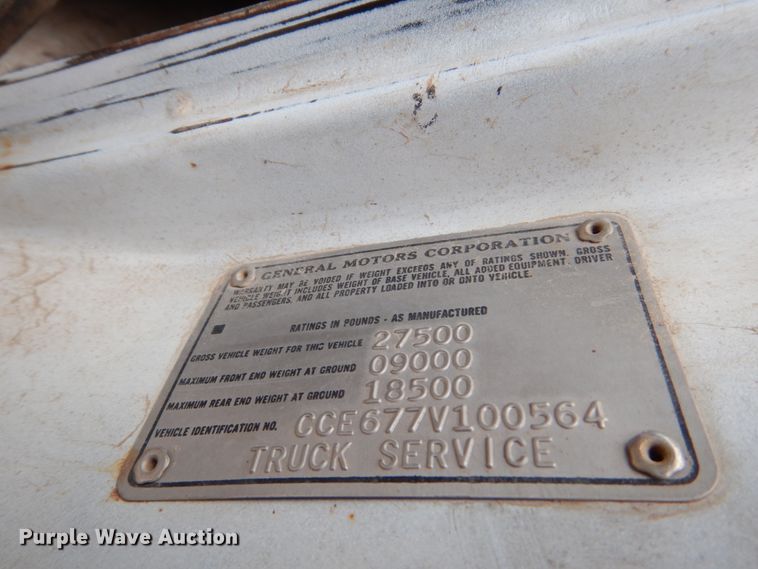 GENERAL MOTORS CORPORATION
WARRANTY MAY BE VOIDED IF WEIGHT EXCEEDS ANY OF RATINGS SHOWN. GROSS
VEHICLE WEIGHT INCLUDES WEIGHT OF BASE VEHICLE, ALL ADDED EQUIPMENT, DRIVER
AND PASSENGERS, AND ALL PROPERTY LOADED INTO OR ONTO VEHICLE.
RATINGS IN POUNDS - AS MANUFACTURED
GROSS VEHICLE WEIGHT FOR THIS VEHICLE 27500
MAXIMUM FRONT END WEIGHT AT GROUND 09000
MAXIMUM REAR END WEIGHT AT GROUND 18500
VEHICLE IDENTIFICATION NO. CCE677V100564
TRUCK SERVICE
Purple Wave Auction